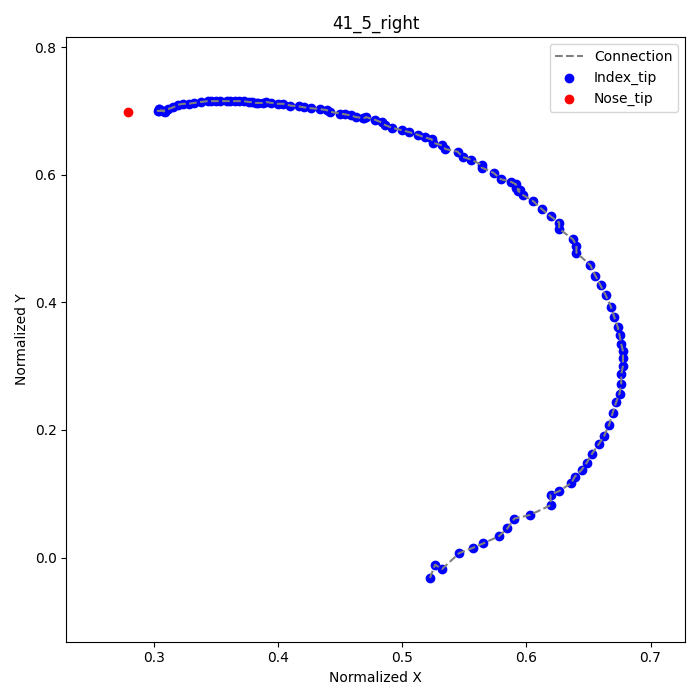 41_5_right
Connection
Index_tip
Nose_tip
Normalized Y
0.8
0.6
0.4
0.2
0.0
0.3 0.4 0.5 0.6 0.7
Normalized X